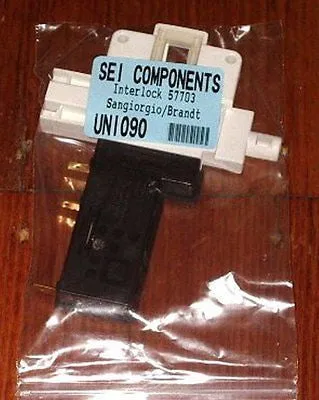 SEI COMPONENTS
Interlock 57703
Sangiorgio/Brandt
UNI090